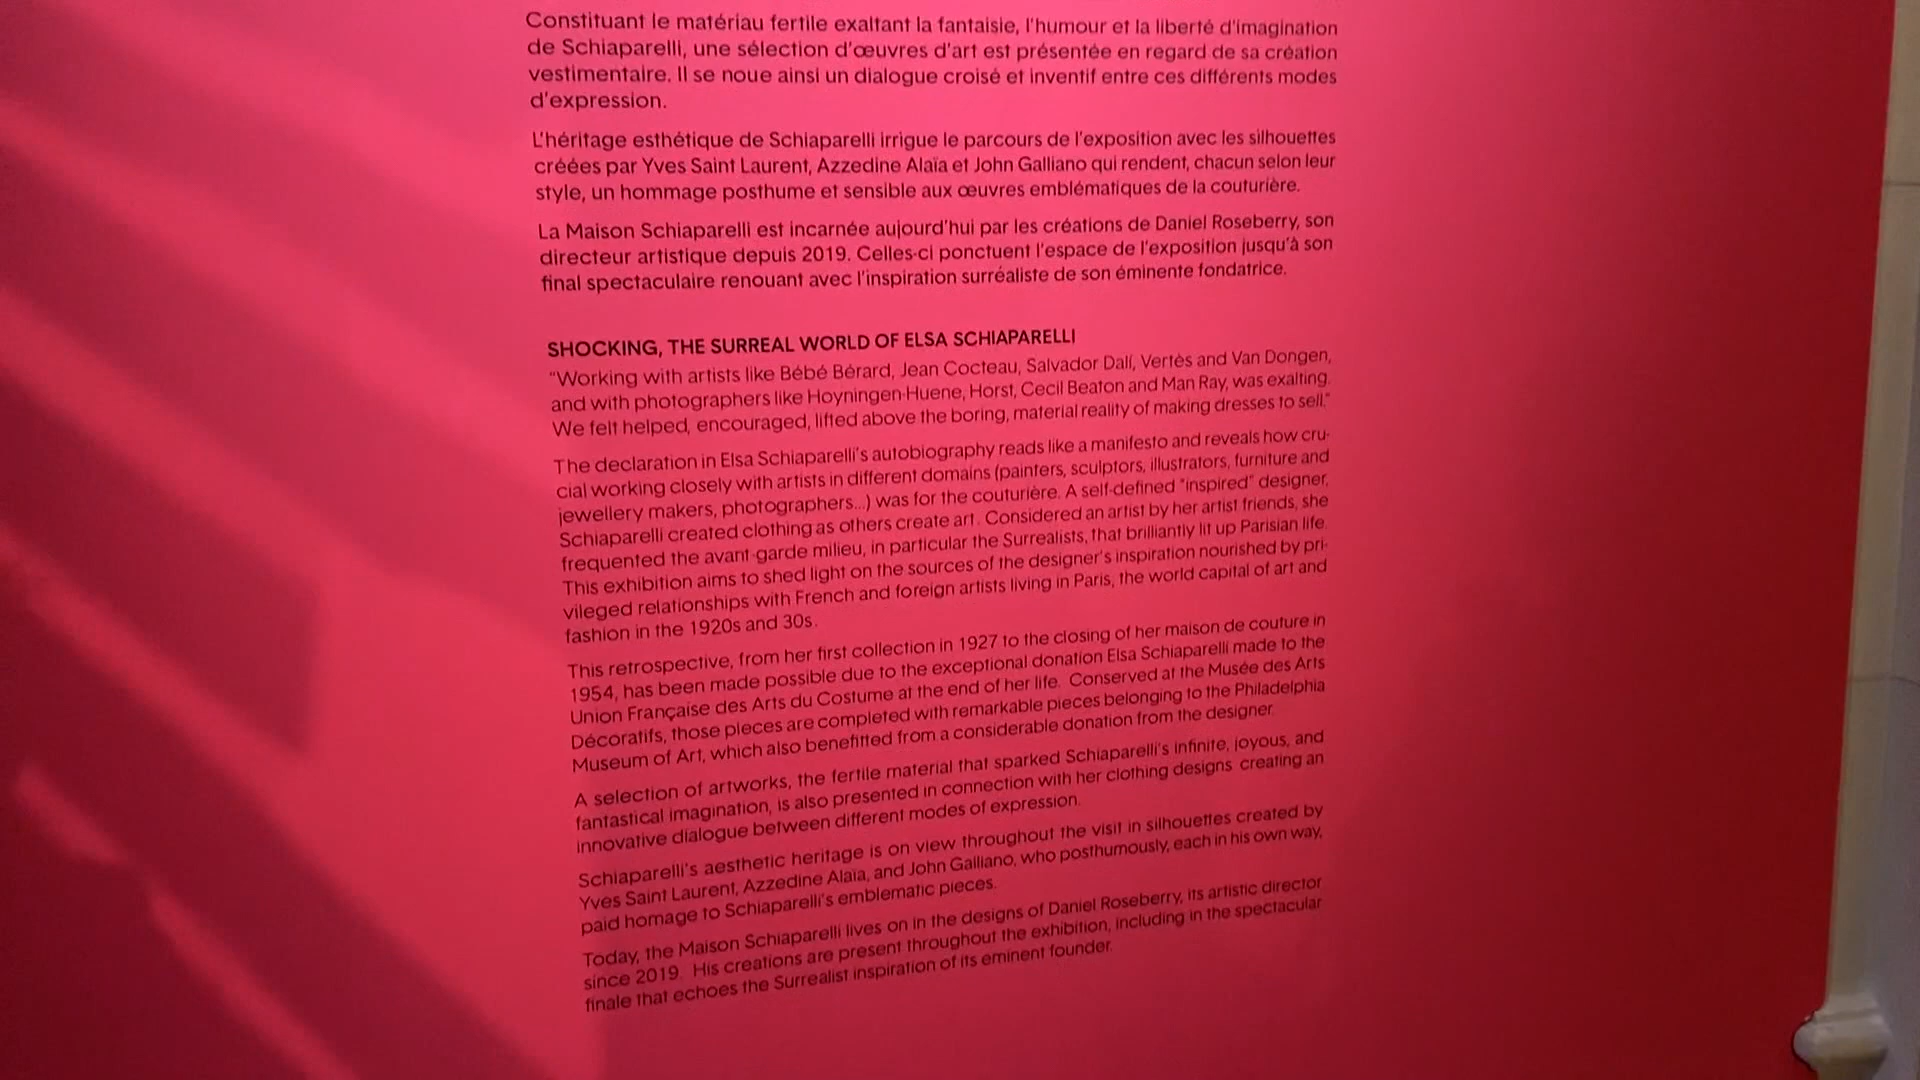 Constituant le matériau fertile exaltant la fantaisie, l'humour et la liberté d'imagination
de Schiaparelli, une sélection d'œuvres d'art est présentée en regard de sa création
vestimentaire. Il se noue ainsi un dialogue croisé et inventif entre ces différents modes
d'expression.
L'héritage esthétique de Schiaparelli irrigue le parcours de l'exposition avec les silhouettes
créées par Yves Saint Laurent, Azzedine Alaïa et John Galliano qui rendent, chacun selon leur
style, un hommage posthume et sensible aux œuvres emblématiques de la couturière.
La Maison Schiaparelli est incarnée aujourd'hui par les créations de Daniel Roseberry, son
directeur artistique depuis 2019. Celles-ci ponctuent l'espace de l'exposition jusqu'à son
final spectaculaire renouant avec l'inspiration surréaliste de son éminente fondatrice.
SHOCKING, THE SURREAL WORLD OF ELSA SCHIAPARELLI
"Working with artists like Bébé Bérard, Jean Cocteau, Salvador Dalí, Vertès and Van Dongen,
and with photographers like Hoyningen-Huene, Horst, Cecil Beaton and Man Ray, was exalting.
We felt helped, encouraged, lifted above the boring, material reality of making dresses to sell."
The declaration in Elsa Schiaparelli's autobiography reads like a manifesto and reveals how cru-
cial working closely with artists in different domains (painters, sculptors, illustrators, furniture and
jewellery makers, photographers...) was for the couturière. A self-defined "inspired" designer,
Schiaparelli created clothing as others create art. Considered an artist by her artist friends, she
frequented the avant-garde milieu, in particular the Surrealists, that brilliantly lit up Parisian life.
This exhibition aims to shed light on the sources of the designer's inspiration nourished by pri-
vileged relationships with French and foreign artists living in Paris, the world capital of art and
fashion in the 1920s and 30s.
This retrospective, from her first collection in 1927 to the closing of her maison de couture in
1954, has been made possible due to the exceptional donation Elsa Schiaparelli made to the
Union Française des Arts du Costume at the end of her life. Conserved at the Musée des Arts
Décoratifs, those pieces are completed with remarkable pieces belonging to the Philadelphia
Museum of Art, which also benefitted from a considerable donation from the designer.
A selection of artworks, the fertile material that sparked Schiaparelli's infinite, joyous, and
fantastical imagination, is also presented in connection with her clothing designs creating an
innovative dialogue between different modes of expression.
Schiaparelli's aesthetic heritage is on view throughout the visit in silhouettes created by
Yves Saint Laurent, Azzedine Alaïa, and John Galliano, who posthumously, each in his own way,
paid homage to Schiaparelli's emblematic pieces.
Today, the Maison Schiaparelli lives on in the designs of Daniel Roseberry, its artistic director
since 2019. His creations are present throughout the exhibition, including in the spectacular
finale that echoes the Surrealist inspiration of its eminent founder.